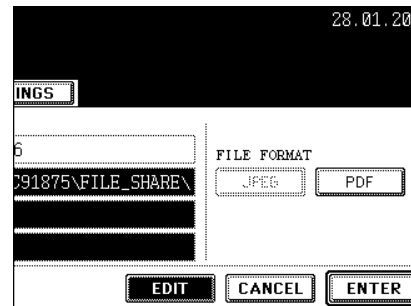 28.01.20
INGS
6
FILE FORMAT
C91875\FILE_SHARE\
JPEG
PDF
EDIT
CANCEL
ENTER